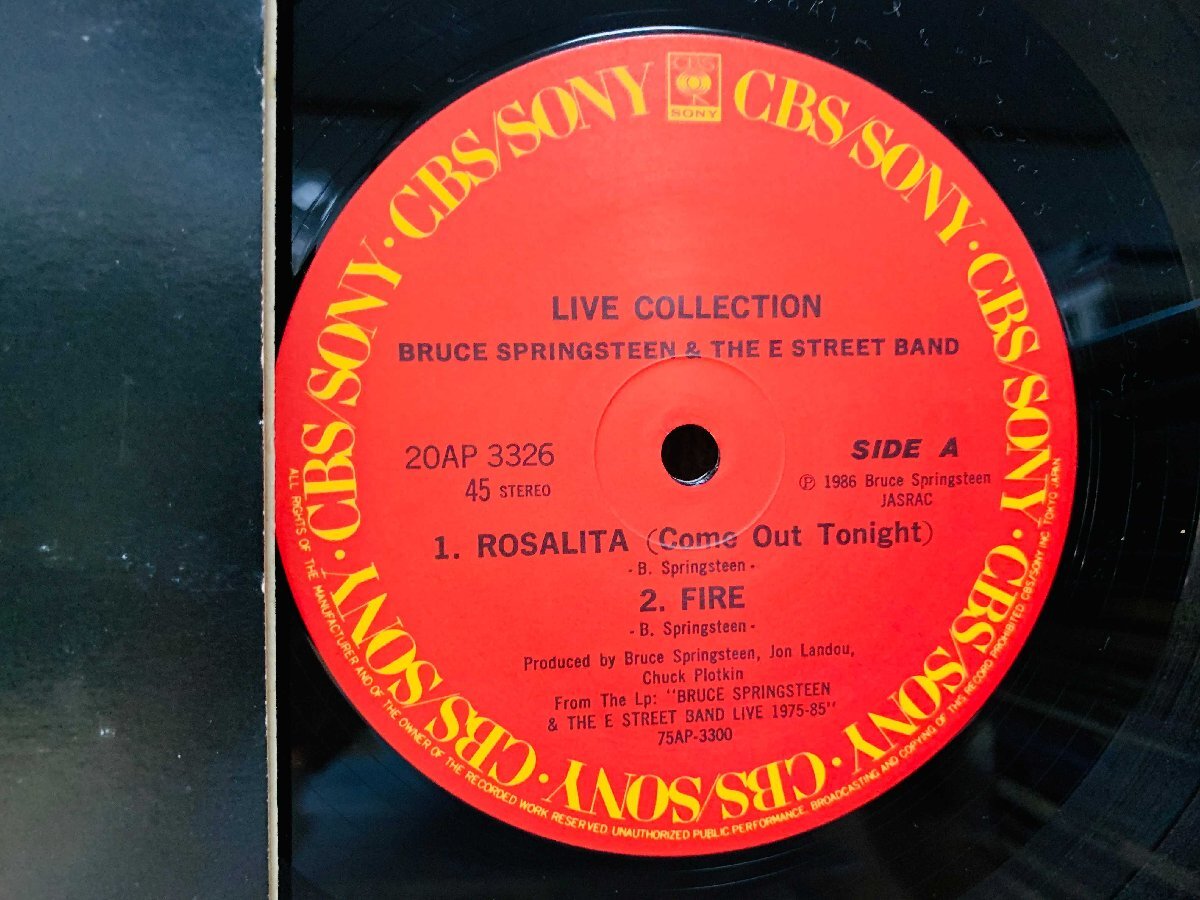 CBS
SONY
CBS/SONY · CBS/SONY · CBS/SONY · CBS/SONY · CBS/SONY · CBS/SONY · CBS/SONY · CBS/SONY
LIVE COLLECTION
BRUCE SPRINGSTEEN & THE E STREET BAND
20AP 3326
45 STEREO
SIDE A
Ⓟ 1986 Bruce Springsteen
JASRAC
1. ROSALITA (Come Out Tonight)
- B. Springsteen -
2. FIRE
- B. Springsteen -
Produced by Bruce Springsteen, Jon Landou,
Chuck Plotkin
From The Lp: "BRUCE SPRINGSTEEN
& THE E STREET BAND LIVE 1975-85"
75AP-3300
ALL RIGHTS OF THE MANUFACTURER AND OF THE OWNER OF THE RECORDED WORK RESERVED. UNAUTHORIZED PUBLIC PERFORMANCE, BROADCASTING AND COPYING OF THIS RECORD PROHIBITED. CBS/SONY INC. TOKYO JAPAN